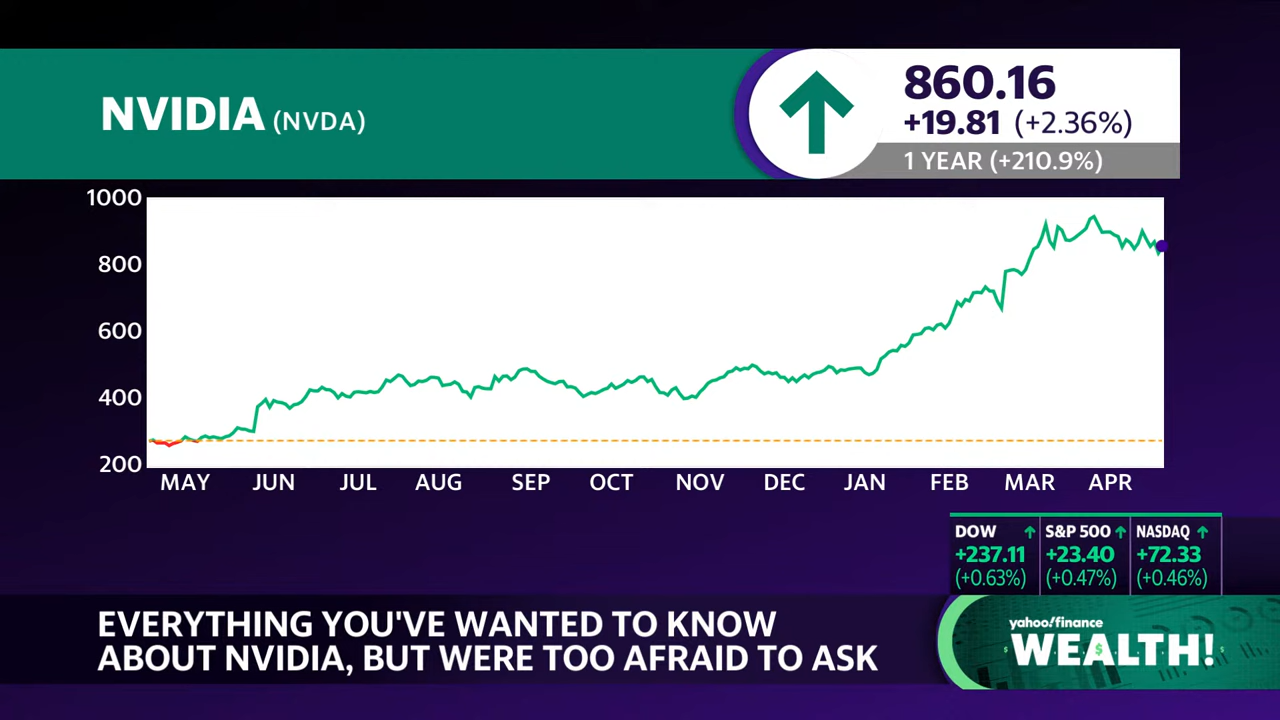 NVIDIA (NVDA)
860.16
+19.81 (+2.36%)
1 YEAR (+210.9%)
1000
800
600
400
200
MAY JUN JUL AUG SEP OCT NOV DEC JAN FEB MAR APR
DOW
+237.11
(+0.63%)
S&P 500
+23.40
(+0.47%)
NASDAQ
+72.33
(+0.46%)
EVERYTHING YOU'VE WANTED TO KNOW
ABOUT NVIDIA, BUT WERE TOO AFRAID TO ASK
yahoo!finance
WEALTH!